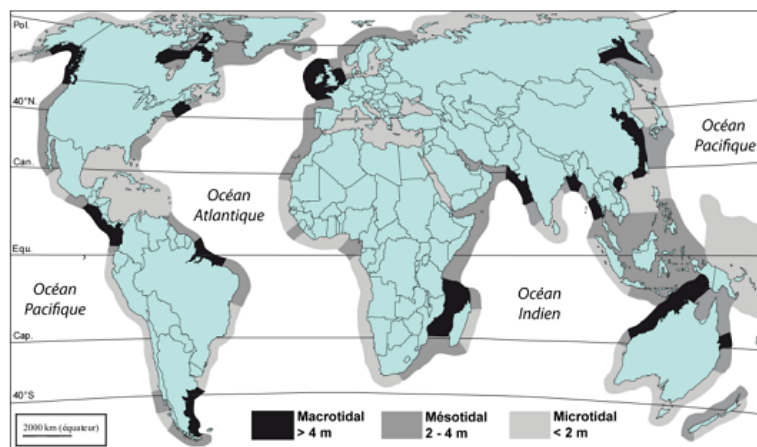 Pol.
40°N.
Can.
Equ.
Cap.
40°S
Océan
Pacifique
Océan
Atlantique
Océan
Pacifique
Océan
Indien
2000 km (équateur)
Macrotidal
> 4 m
Mésotidal
2 - 4 m
Microtidal
< 2 m